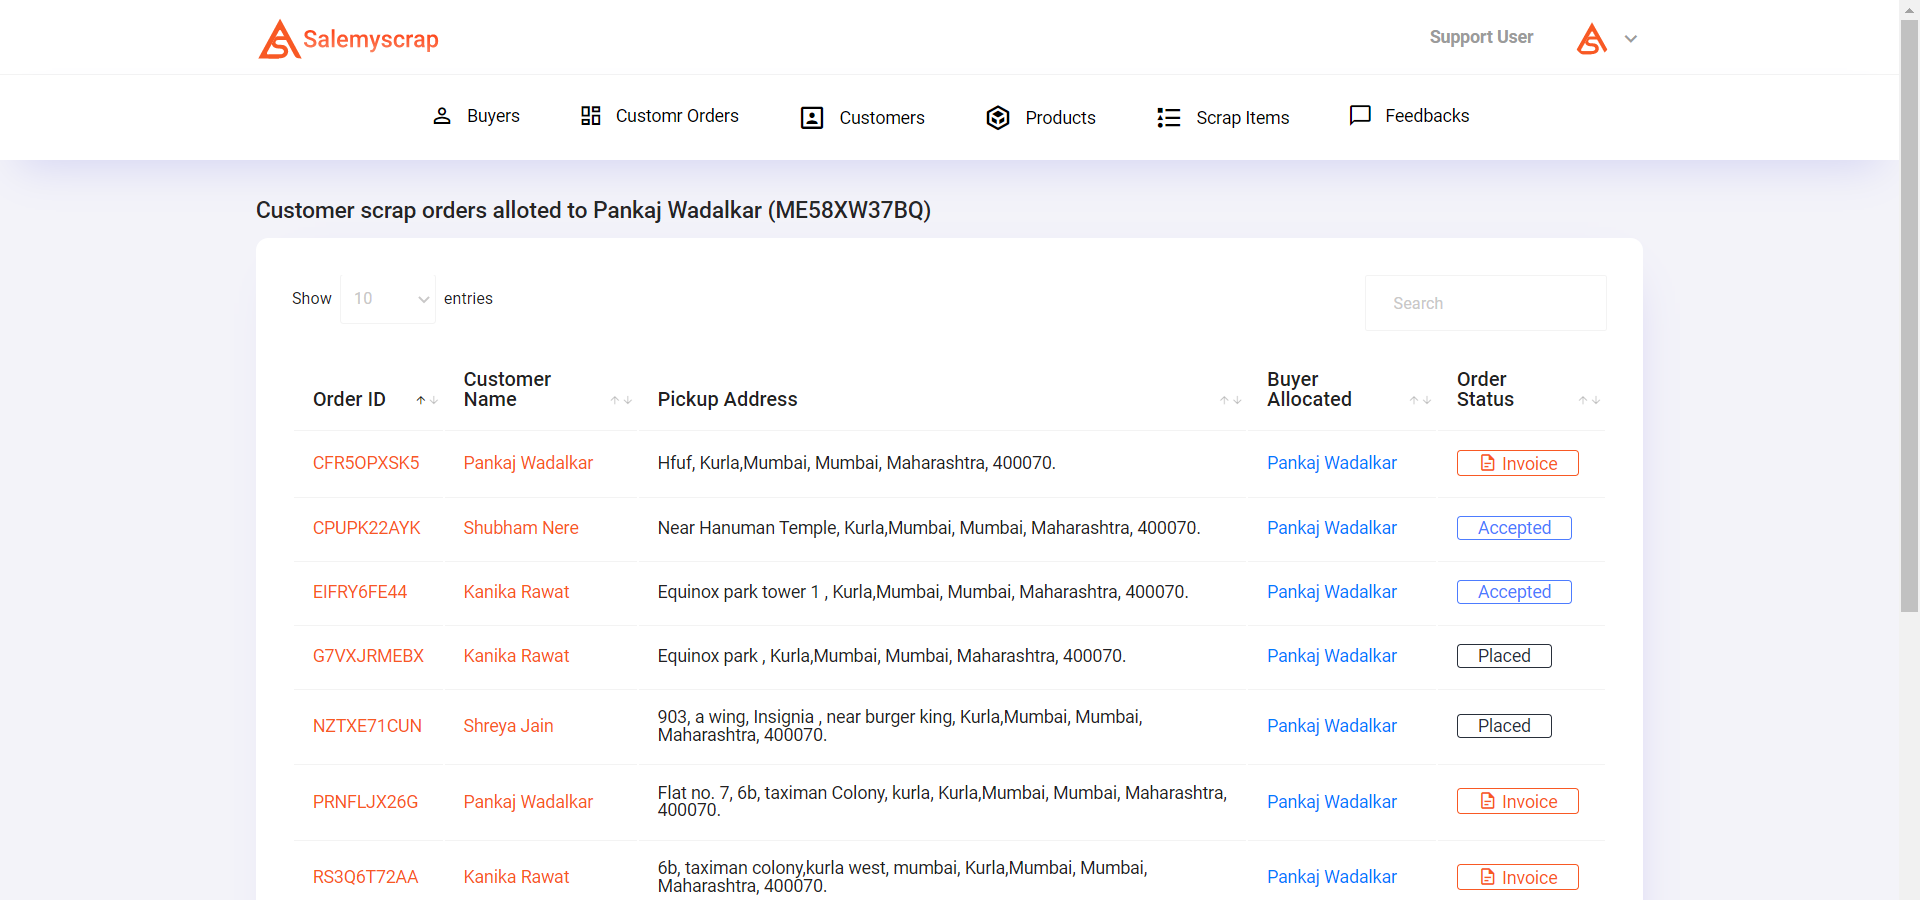 Salemyscrap
Support User
Buyers
Customr Orders
Customers
Products
Scrap Items
Feedbacks
Customer scrap orders alloted to Pankaj Wadalkar (ME58XW37BQ)
Show 10 entries
Search
Order ID
Customer
Name
Pickup Address
Buyer
Allocated
Order
Status
CFR5OPXSK5
Pankaj Wadalkar
Hfuf, Kurla,Mumbai, Mumbai, Maharashtra, 400070.
Pankaj Wadalkar
Invoice
CPUPK22AYK
Shubham Nere
Near Hanuman Temple, Kurla,Mumbai, Mumbai, Maharashtra, 400070.
Pankaj Wadalkar
Accepted
EIFRY6FE44
Kanika Rawat
Equinox park tower 1 , Kurla,Mumbai, Mumbai, Maharashtra, 400070.
Pankaj Wadalkar
Accepted
G7VXJRMEBX
Kanika Rawat
Equinox park , Kurla,Mumbai, Mumbai, Maharashtra, 400070.
Pankaj Wadalkar
Placed
NZTXE71CUN
Shreya Jain
903, a wing, Insignia , near burger king, Kurla,Mumbai, Mumbai,
Maharashtra, 400070.
Pankaj Wadalkar
Placed
PRNFLJX26G
Pankaj Wadalkar
Flat no. 7, 6b, taximan Colony, kurla, Kurla,Mumbai, Mumbai, Maharashtra,
400070.
Pankaj Wadalkar
Invoice
RS3Q6T72AA
Kanika Rawat
6b, taximan colony,kurla west, mumbai, Kurla,Mumbai, Mumbai,
Maharashtra, 400070.
Pankaj Wadalkar
Invoice